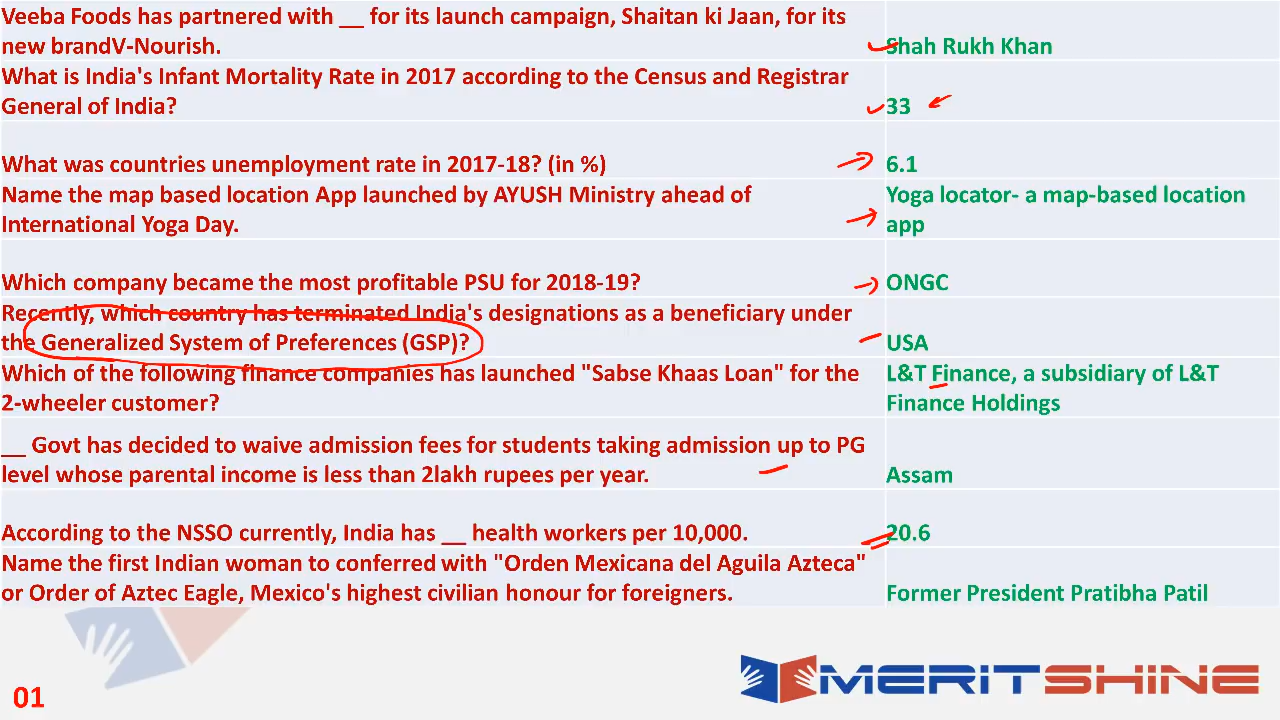 Veeba Foods has partnered with __ for its launch campaign, Shaitan ki Jaan, for its
new brandV-Nourish.
Shah Rukh Khan
What is India's Infant Mortality Rate in 2017 according to the Census and Registrar
General of India?
33
What was countries unemployment rate in 2017-18? (in %)
6.1
Name the map based location App launched by AYUSH Ministry ahead of
International Yoga Day.
Yoga locator- a map-based location
app
Which company became the most profitable PSU for 2018-19?
ONGC
Recently, which country has terminated India's designations as a beneficiary under
the Generalized System of Preferences (GSP)?
USA
Which of the following finance companies has launched "Sabse Khaas Loan" for the
2-wheeler customer?
L&T Finance, a subsidiary of L&T
Finance Holdings
__ Govt has decided to waive admission fees for students taking admission up to PG
level whose parental income is less than 2lakh rupees per year.
Assam
According to the NSSO currently, India has __ health workers per 10,000.
20.6
Name the first Indian woman to conferred with "Orden Mexicana del Aguila Azteca"
or Order of Aztec Eagle, Mexico's highest civilian honour for foreigners.
Former President Pratibha Patil
01
MERITSHINE